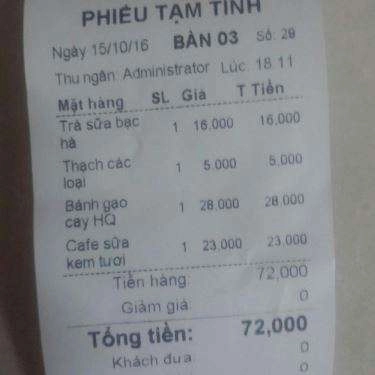 PHIẾU TẠM TÍNH
Ngày 15/10/16 BÀN 03 Số: 29
Thu ngân: Administrator Lúc: 18 11
Mặt hàng SL Giá T Tiền
Trà sữa bạc 1 16,000 16,000
hà
Thạch các 1 5,000 5,000
loại
Bánh gạo 1 28,000 28,000
cay HQ
Cafe sữa 1 23,000 23,000
kem tươi
Tiền hàng 72,000
Giảm giá 0
Tổng tiền: 72,000
Khách đưa 0
0